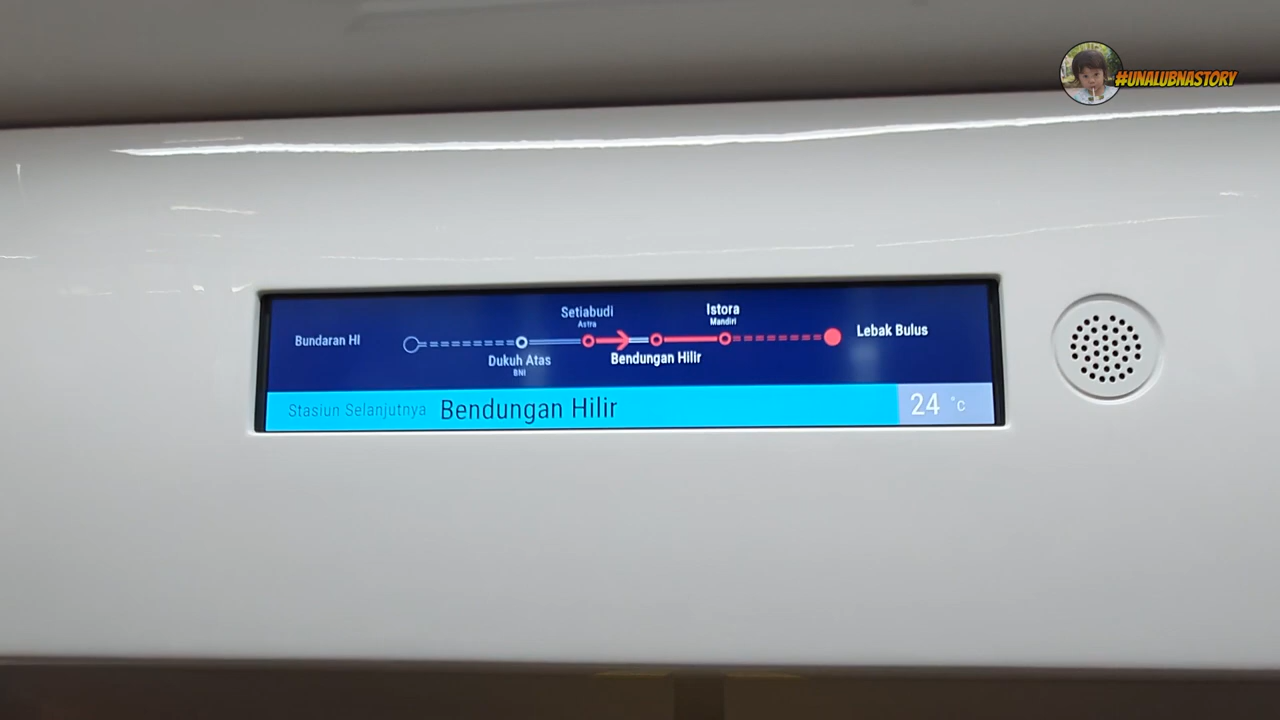 #UNALUBNASTORY
Setiabudi
Astra
Istora
Mandiri
Bundaran HI
Lebak Bulus
Dukuh Atas
BNI
Bendungan Hilir
Stasiun Selanjutnya Bendungan Hilir
24 °c